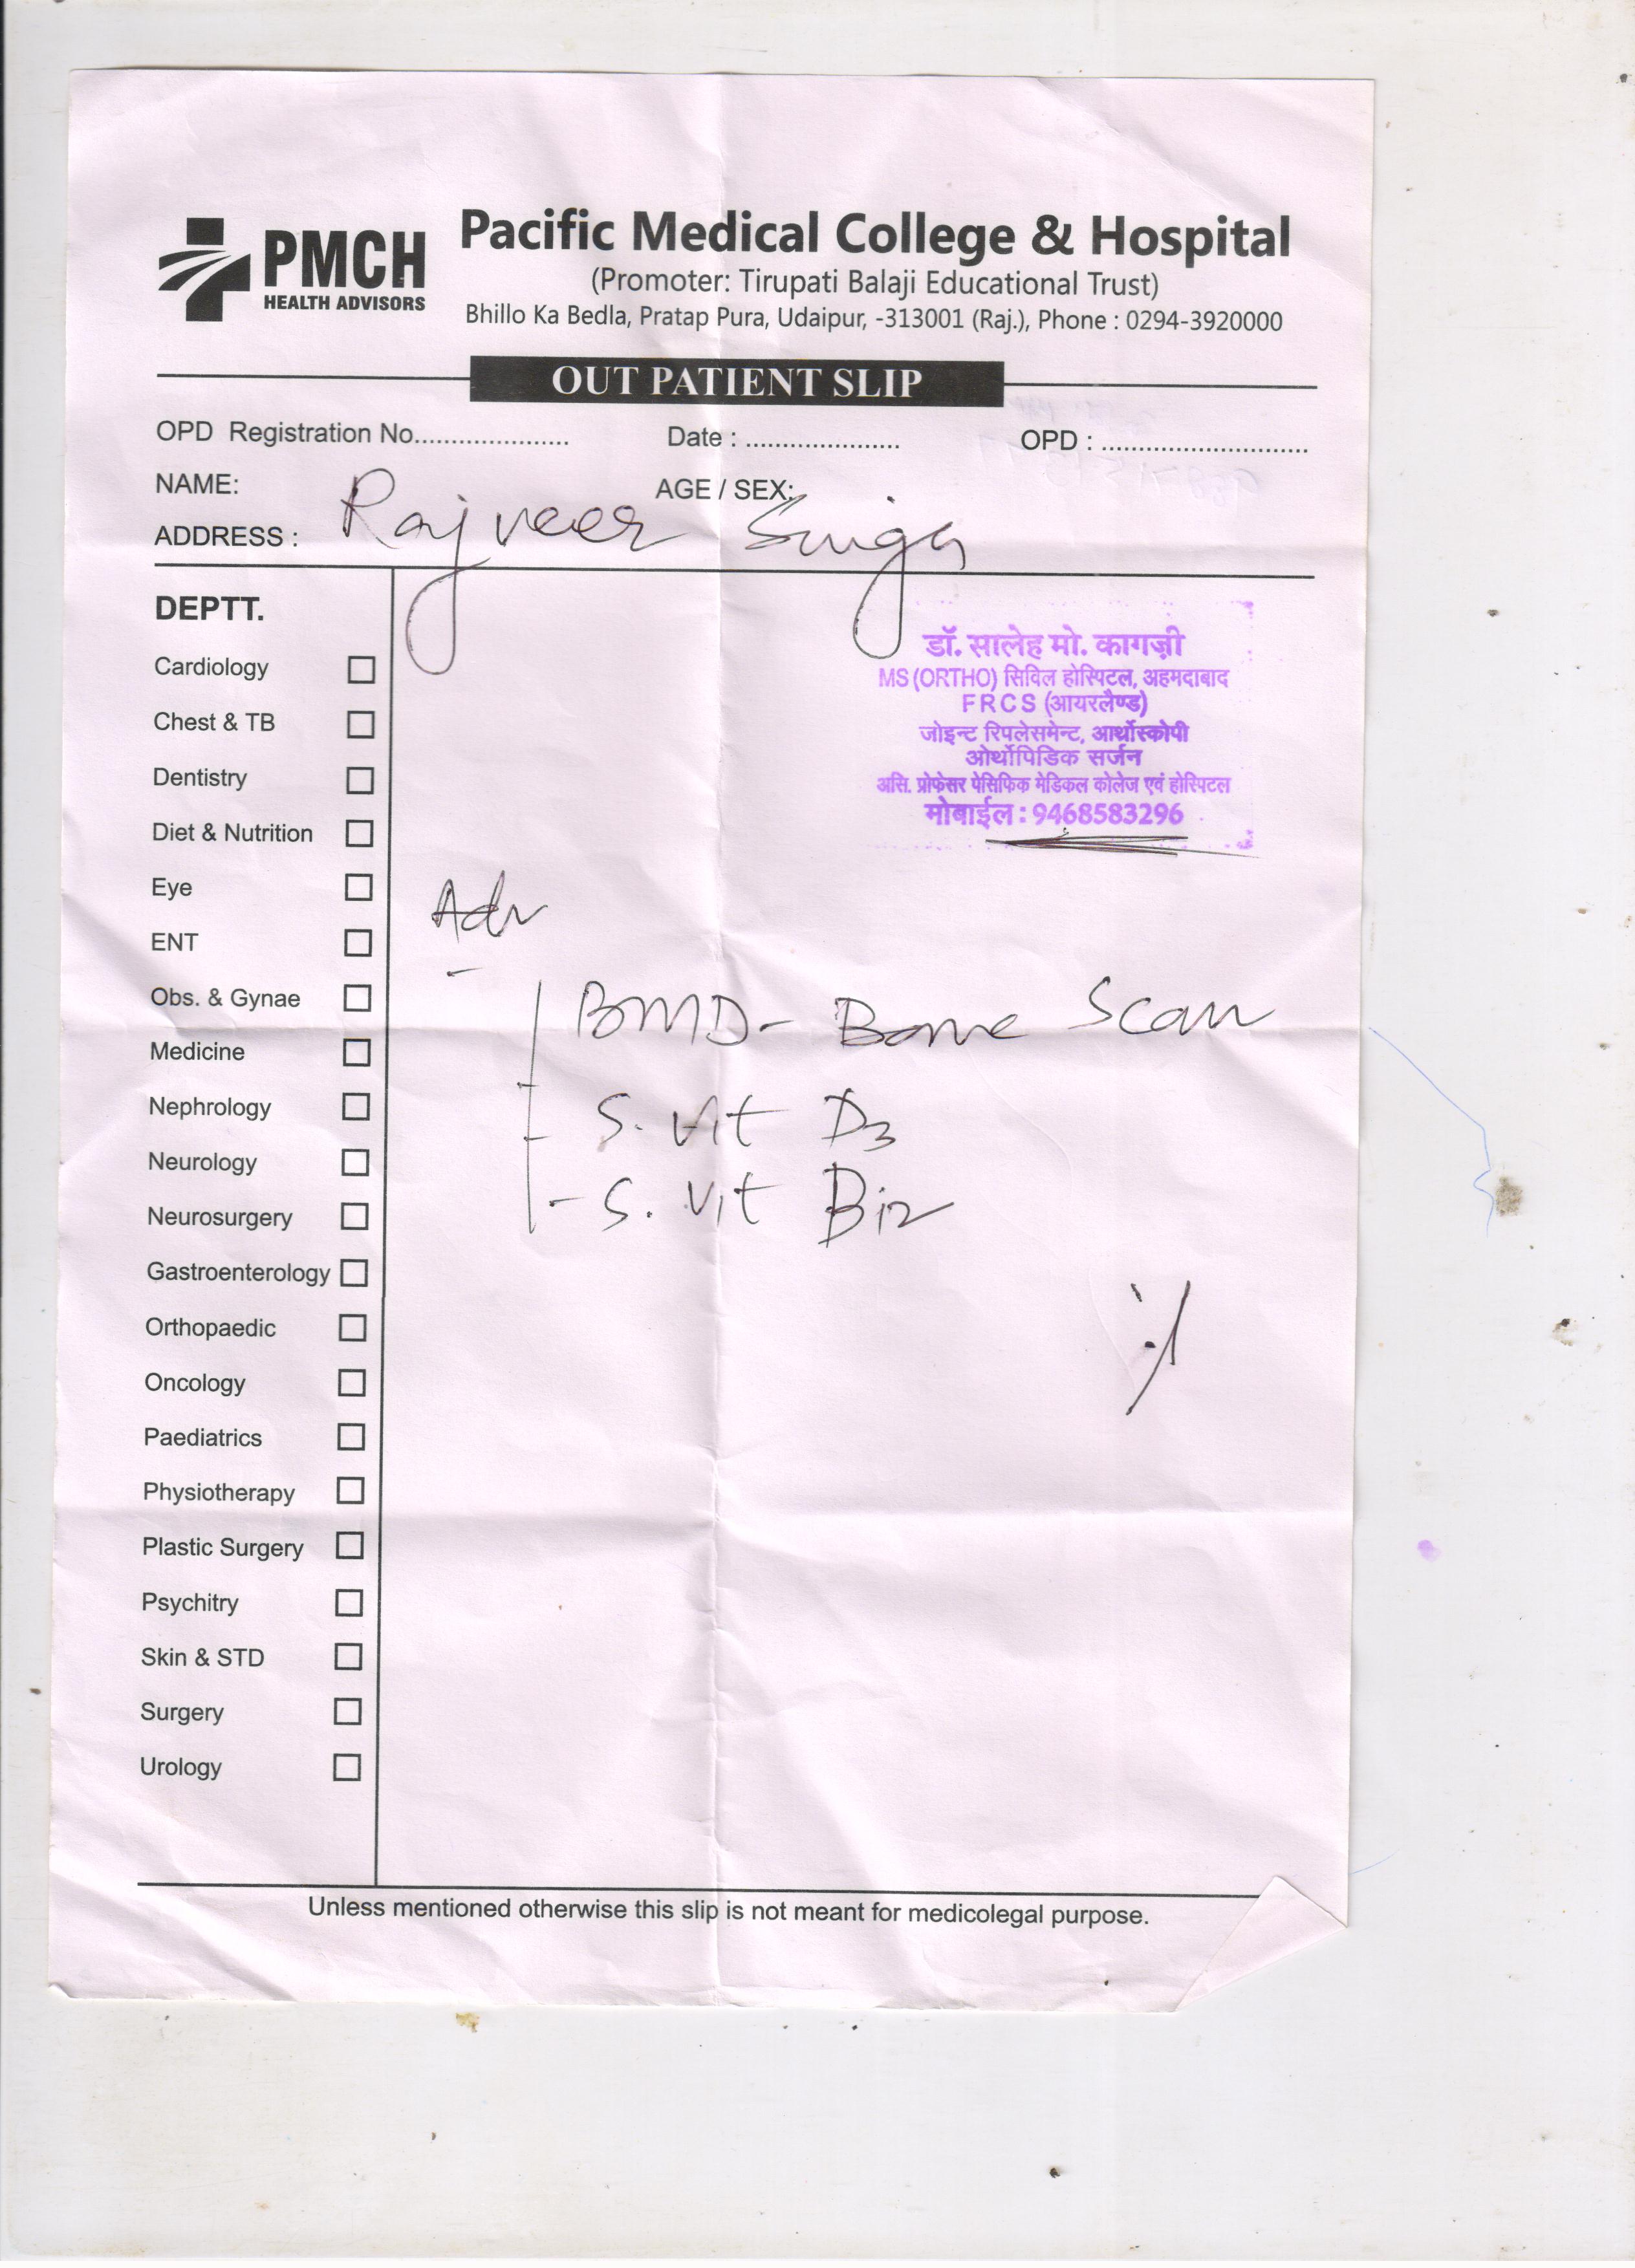 PMCH
HEALTH ADVISORS
Pacific Medical College & Hospital
(Promoter: Tirupati Balaji Educational Trust)
Bhillo Ka Bedla, Pratap Pura, Udaipur, -313001 (Raj.), Phone : 0294-3920000
OUT PATIENT SLIP
OPD Registration No..................... Date : ..................... OPD : ............................
NAME: AGE / SEX:
Rajveer Singh
ADDRESS :
DEPTT.
डॉ. सालेह मो. कागज़ी
MS (ORTHO) सिविल होस्पिटल, अहमदाबाद
FRCS (आयरलैण्ड)
जोइन्ट रिपलेसमेन्ट, आर्थोस्कोपी
ओर्थोपिडिक सर्जन
असि. प्रोफेसर पेसिफिक मेडिकल कोलेज एवं होस्पिटल
मोबाईल : 9468583296
Cardiology
Chest & TB
Dentistry
Diet & Nutrition
Eye
ENT
Obs. & Gynae
Medicine
Nephrology
Neurology
Neurosurgery
Gastroenterology
Orthopaedic
Oncology
Paediatrics
Physiotherapy
Plastic Surgery
Psychitry
Skin & STD
Surgery
Urology
Adv
BMD - Bone Scan
- S. Vit D3
- S. Vit B12
Unless mentioned otherwise this slip is not meant for medicolegal purpose.